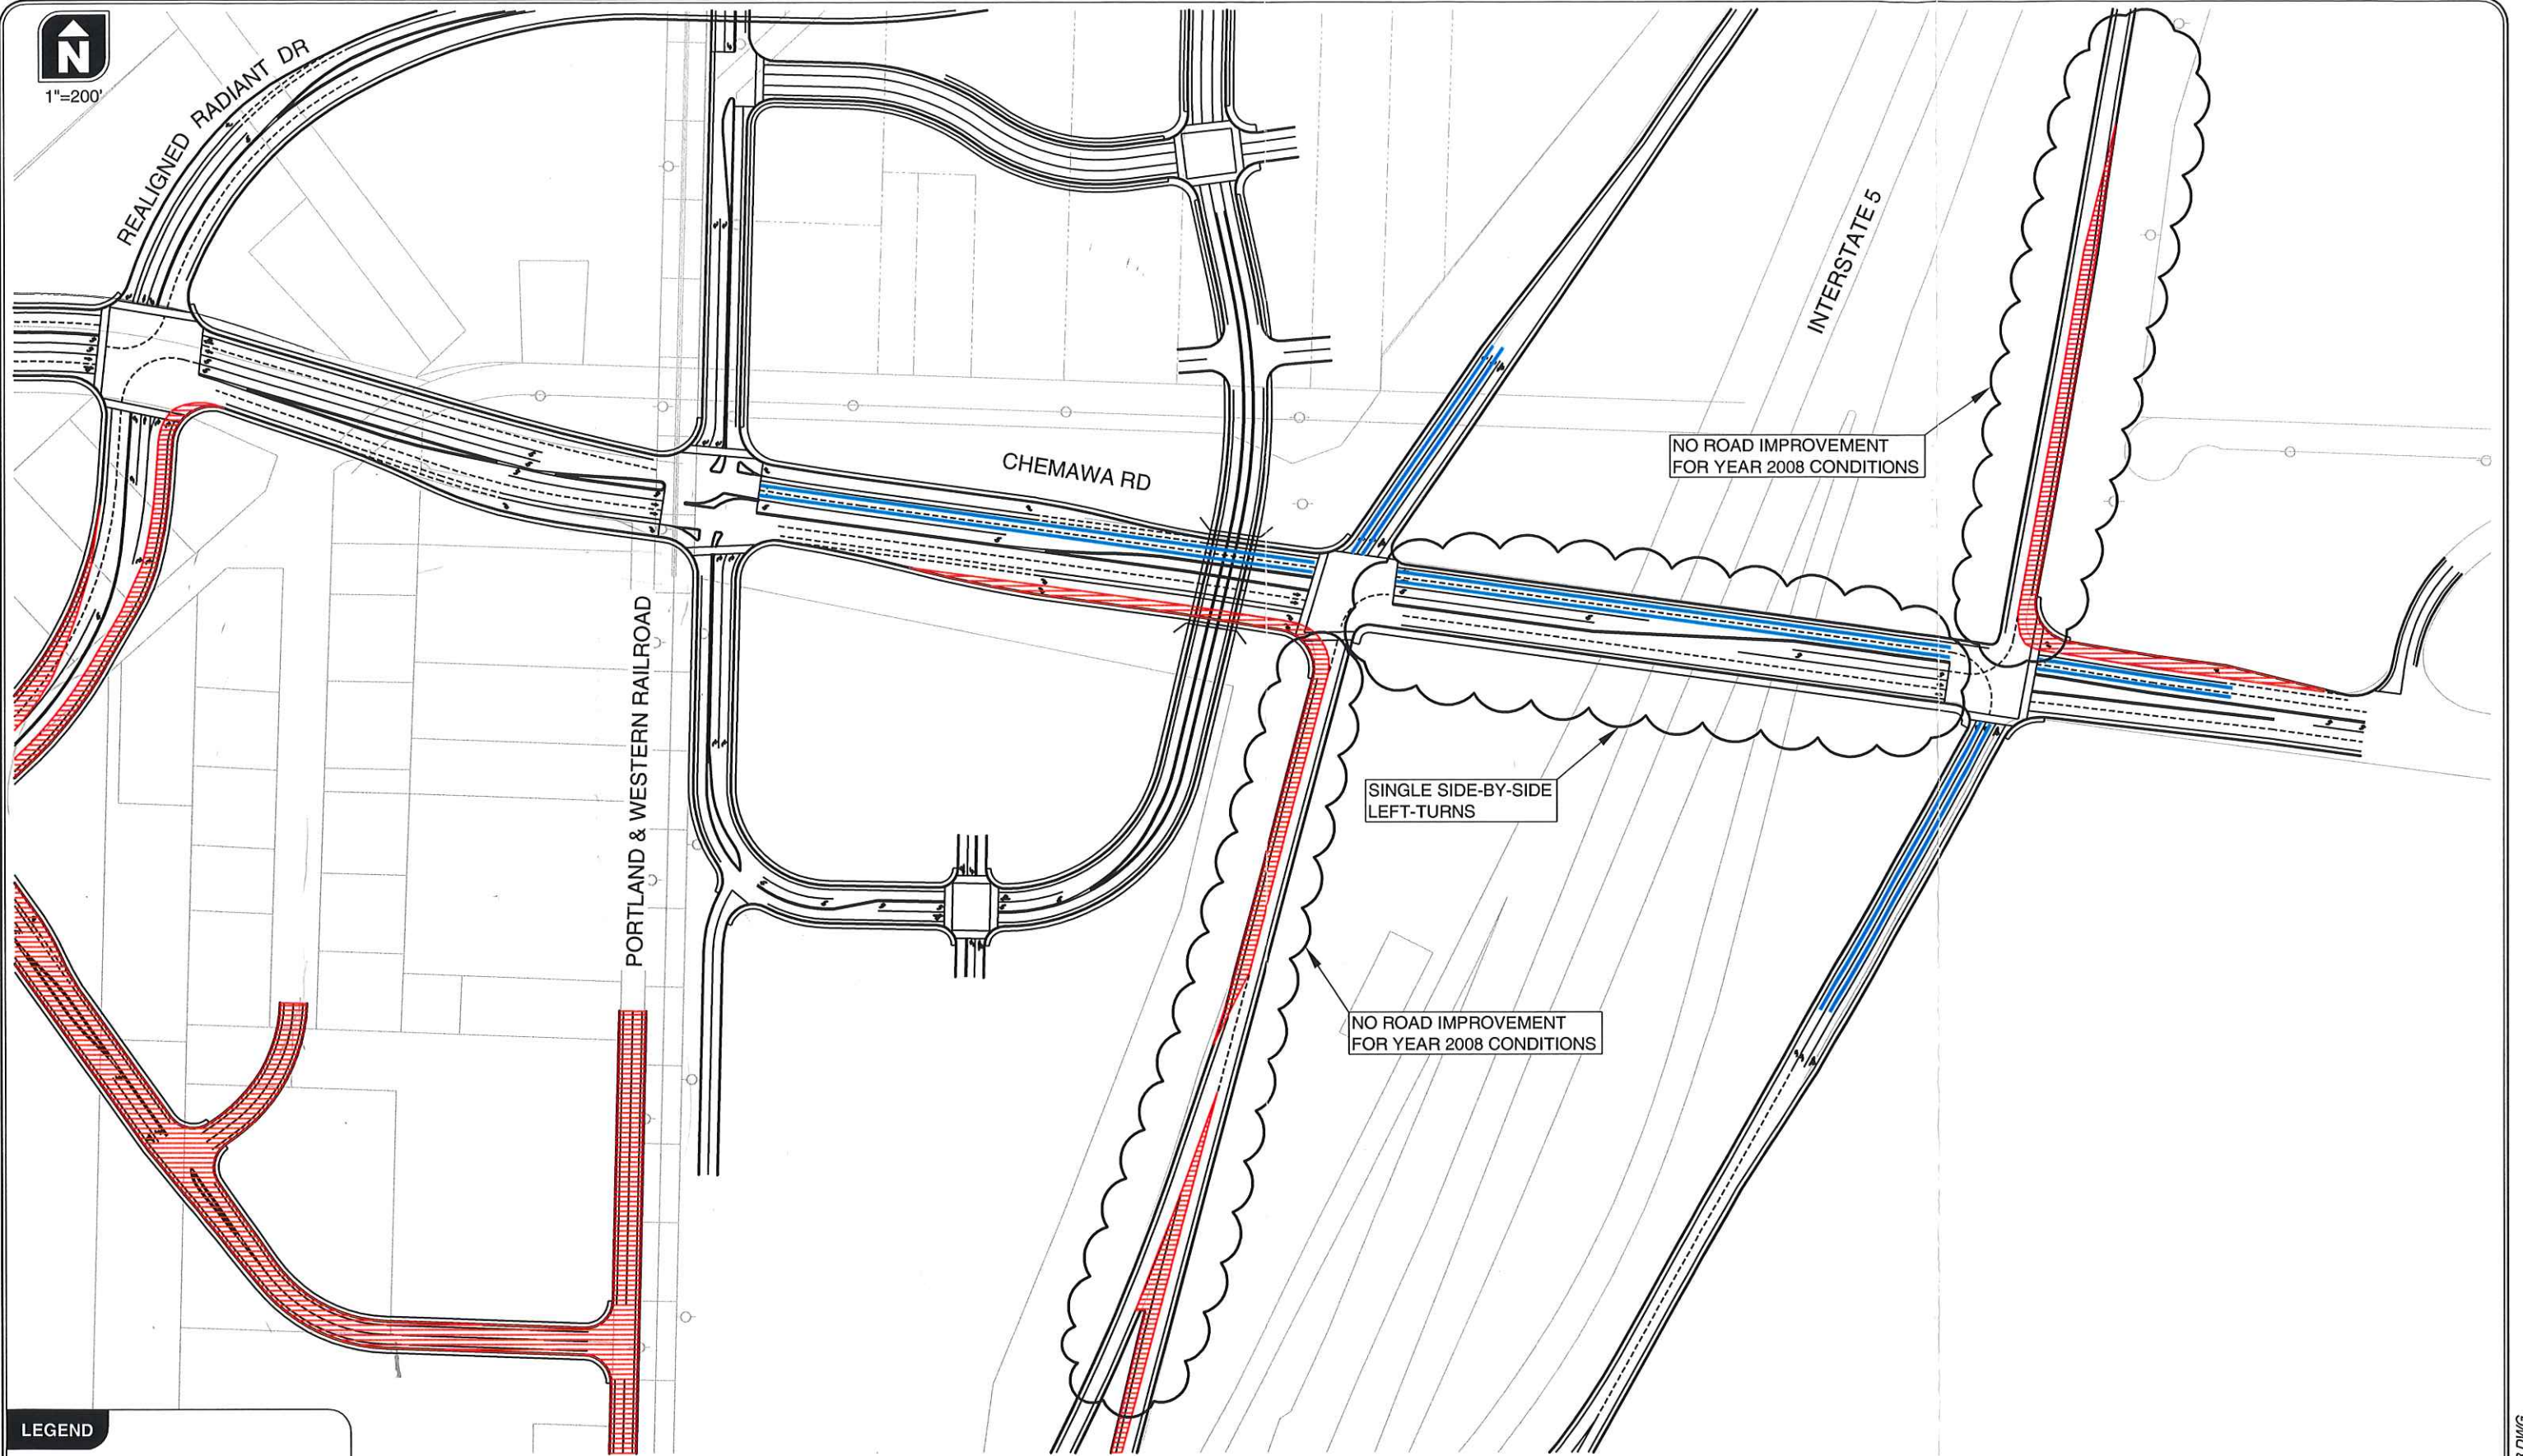 N
1"=200'
REALIGNED RADIANT DR
INTERSTATE 5
NO ROAD IMPROVEMENT
FOR YEAR 2008 CONDITIONS
CHEMAWA RD
PORTLAND & WESTERN RAILROAD
SINGLE SIDE-BY-SIDE
LEFT-TURNS
NO ROAD IMPROVEMENT
FOR YEAR 2008 CONDITIONS
LEGEND